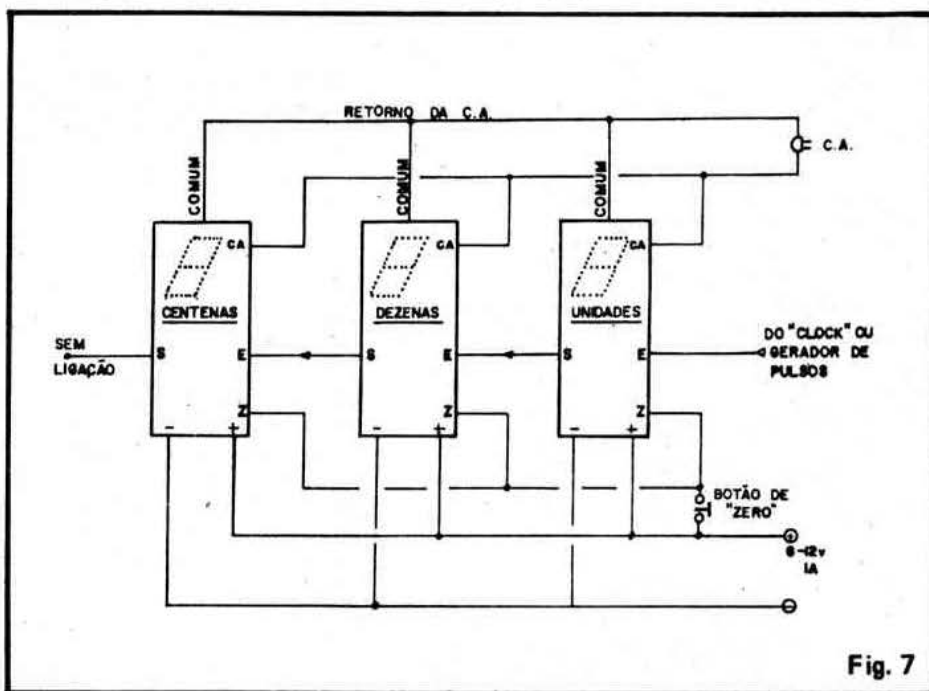 RETORNO DA C.A.
C.A.
COMUM
COMUM
COMUM
CA
CA
CA
CENTENAS
DEZENAS
UNIDADES
SEM
LIGAÇÃO
S
E
S
E
S
E
DO "CLOCK" OU
GERADOR DE
PULSOS
Z
Z
Z
-
+
-
+
-
+
BOTÃO DE
"ZERO"
+
6-12v
1A
-
Fig. 7